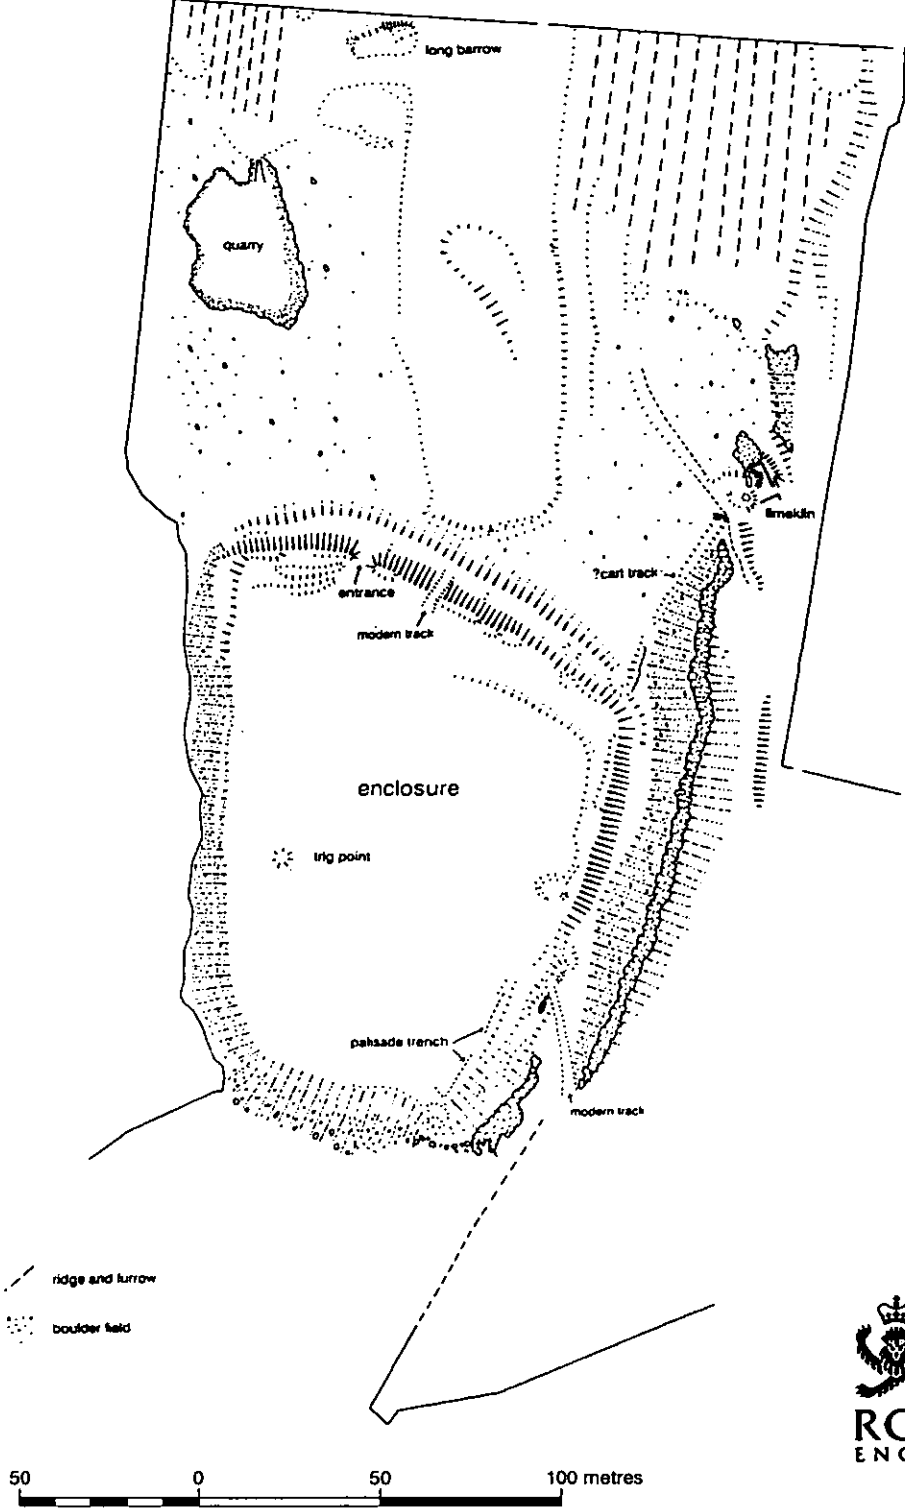 long barrow
quarry
limekiln
?cart track
entrance
modern track
enclosure
trig point
palisade trench
modern track
ridge and furrow
boulder field
RC
ENG
50 0 50 100 metres